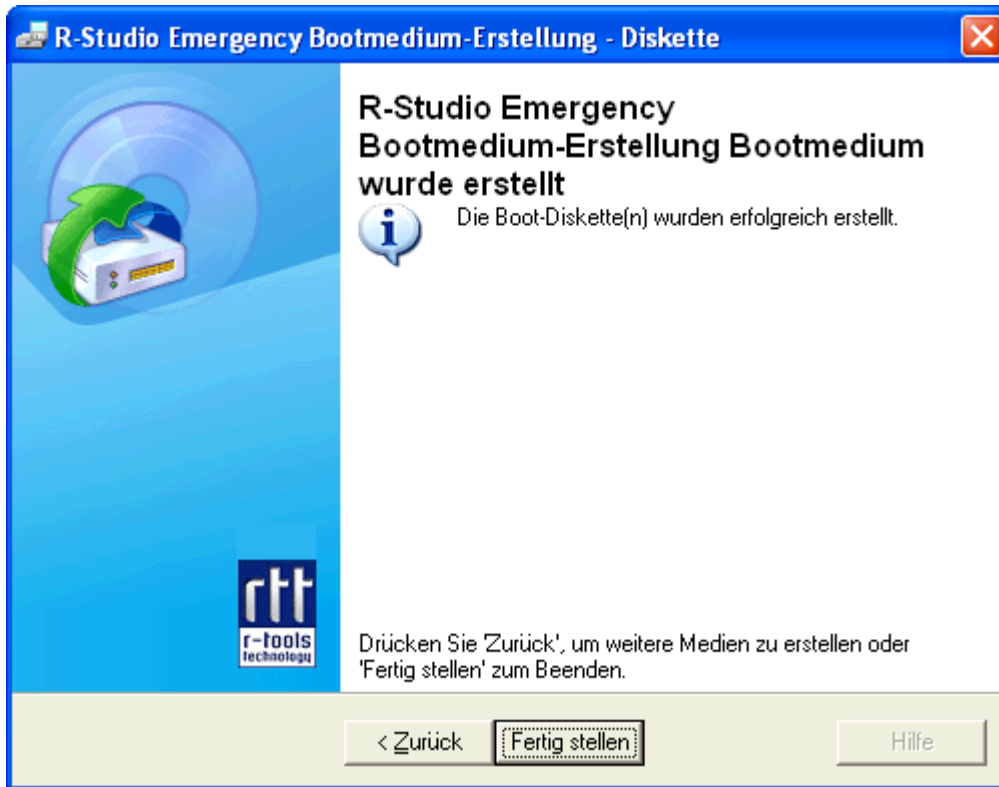 R-Studio Emergency Bootmedium-Erstellung - Diskette
R-Studio Emergency
Bootmedium-Erstellung Bootmedium
wurde erstellt
Die Boot-Diskette(n) wurden erfolgreich erstellt.
rtt
r-tools
technology
Drücken Sie 'Zurück', um weitere Medien zu erstellen oder
'Fertig stellen' zum Beenden.
< Zurück
Fertig stellen
Hilfe